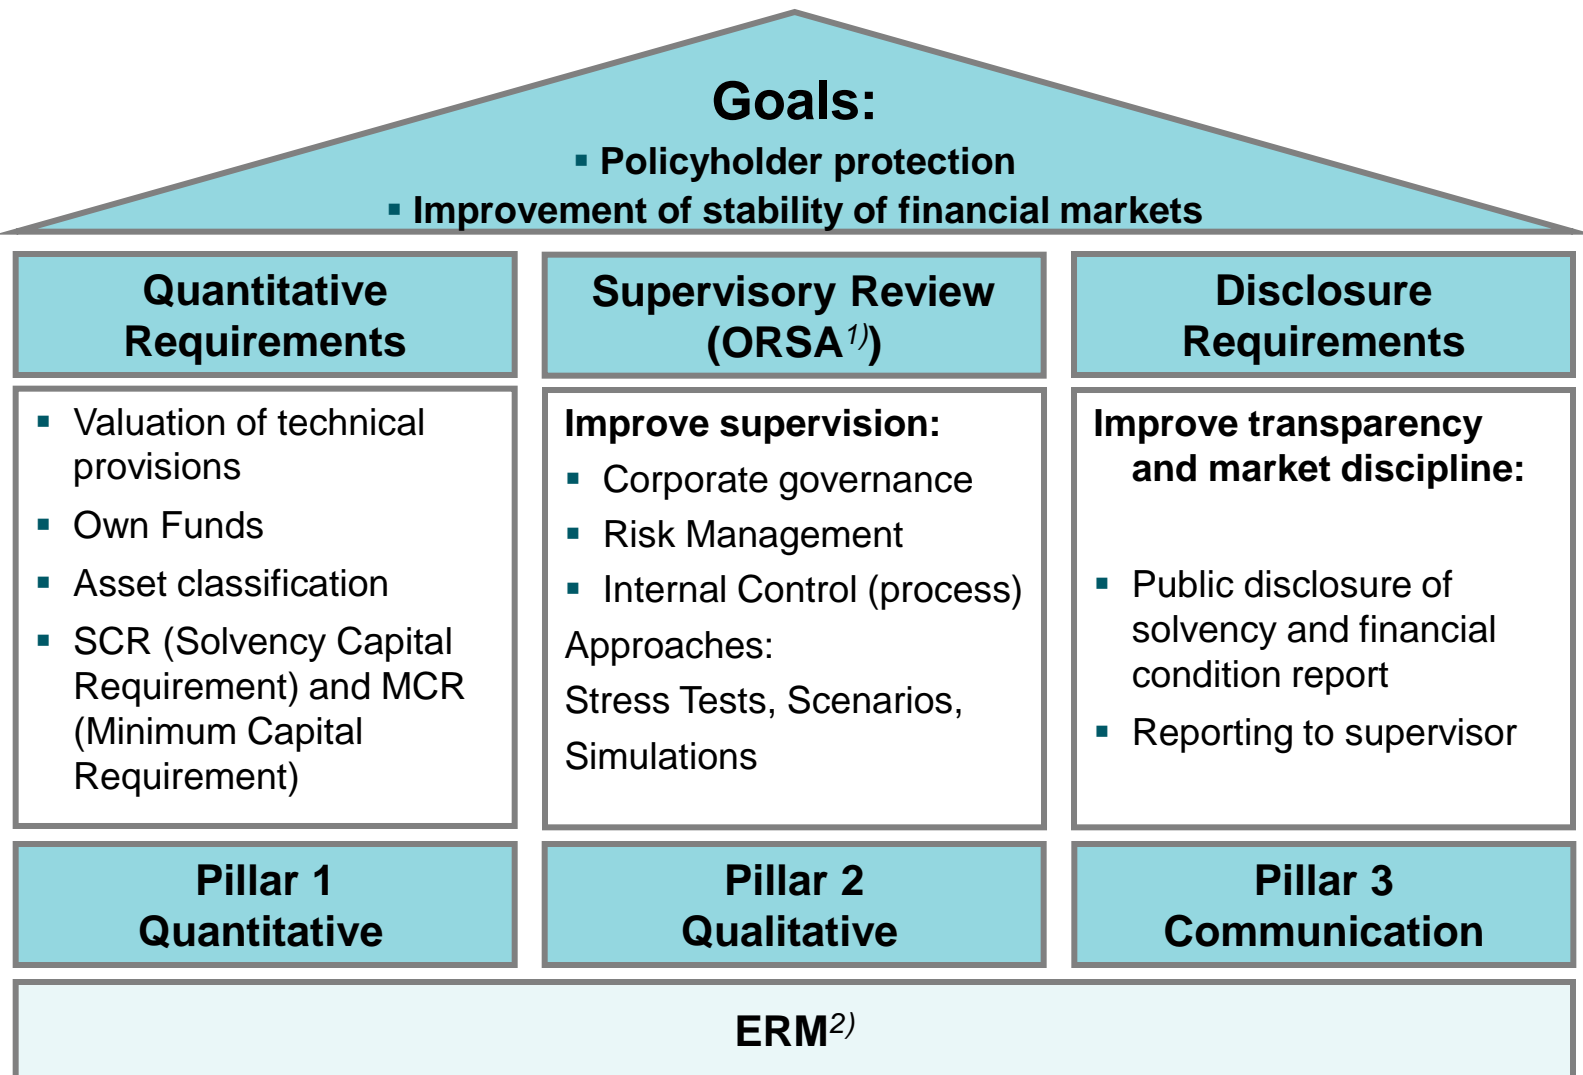 Goals:
▪ Policyholder protection
▪ Improvement of stability of financial markets
Quantitative
Requirements
▪ Valuation of technical
provisions
▪ Own Funds
▪ Asset classification
▪ SCR (Solvency Capital
Requirement) and MCR
(Minimum Capital
Requirement)
Pillar 1
Quantitative
Supervisory Review
(ORSA1))
Improve supervision:
▪ Corporate governance
▪ Risk Management
▪ Internal Control (process)
Approaches:
Stress Tests, Scenarios,
Simulations
Pillar 2
Qualitative
Disclosure
Requirements
Improve transparency
and market discipline:
▪ Public disclosure of
solvency and financial
condition report
▪ Reporting to supervisor
Pillar 3
Communication
ERM2)